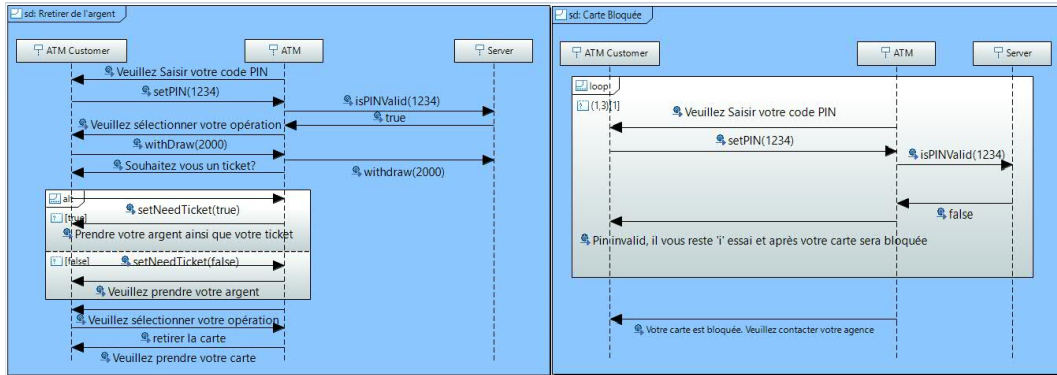 sd: Rretirer de l'argent
ATM Customer
ATM
Server
Veuillez Saisir votre code PIN
setPIN(1234)
isPINValid(1234)
true
Veuillez sélectionner votre opération
withDraw(2000)
Souhaitez vous un ticket?
withdraw(2000)
alt
setNeedTicket(true)
[true]
Prendre votre argent ainsi que votre ticket
[false]
setNeedTicket(false)
Veuillez prendre votre argent
Veuillez sélectionner votre opération
retirer la carte
Veuillez prendre votre carte
sd: Carte Bloquée
ATM Customer
ATM
Server
loop
(1,3)[1]
Veuillez Saisir votre code PIN
setPIN(1234)
isPINValid(1234)
false
Pin invalid, il vous reste 'i' essai et après votre carte sera bloquée
Votre carte est bloquée. Veuillez contacter votre agence